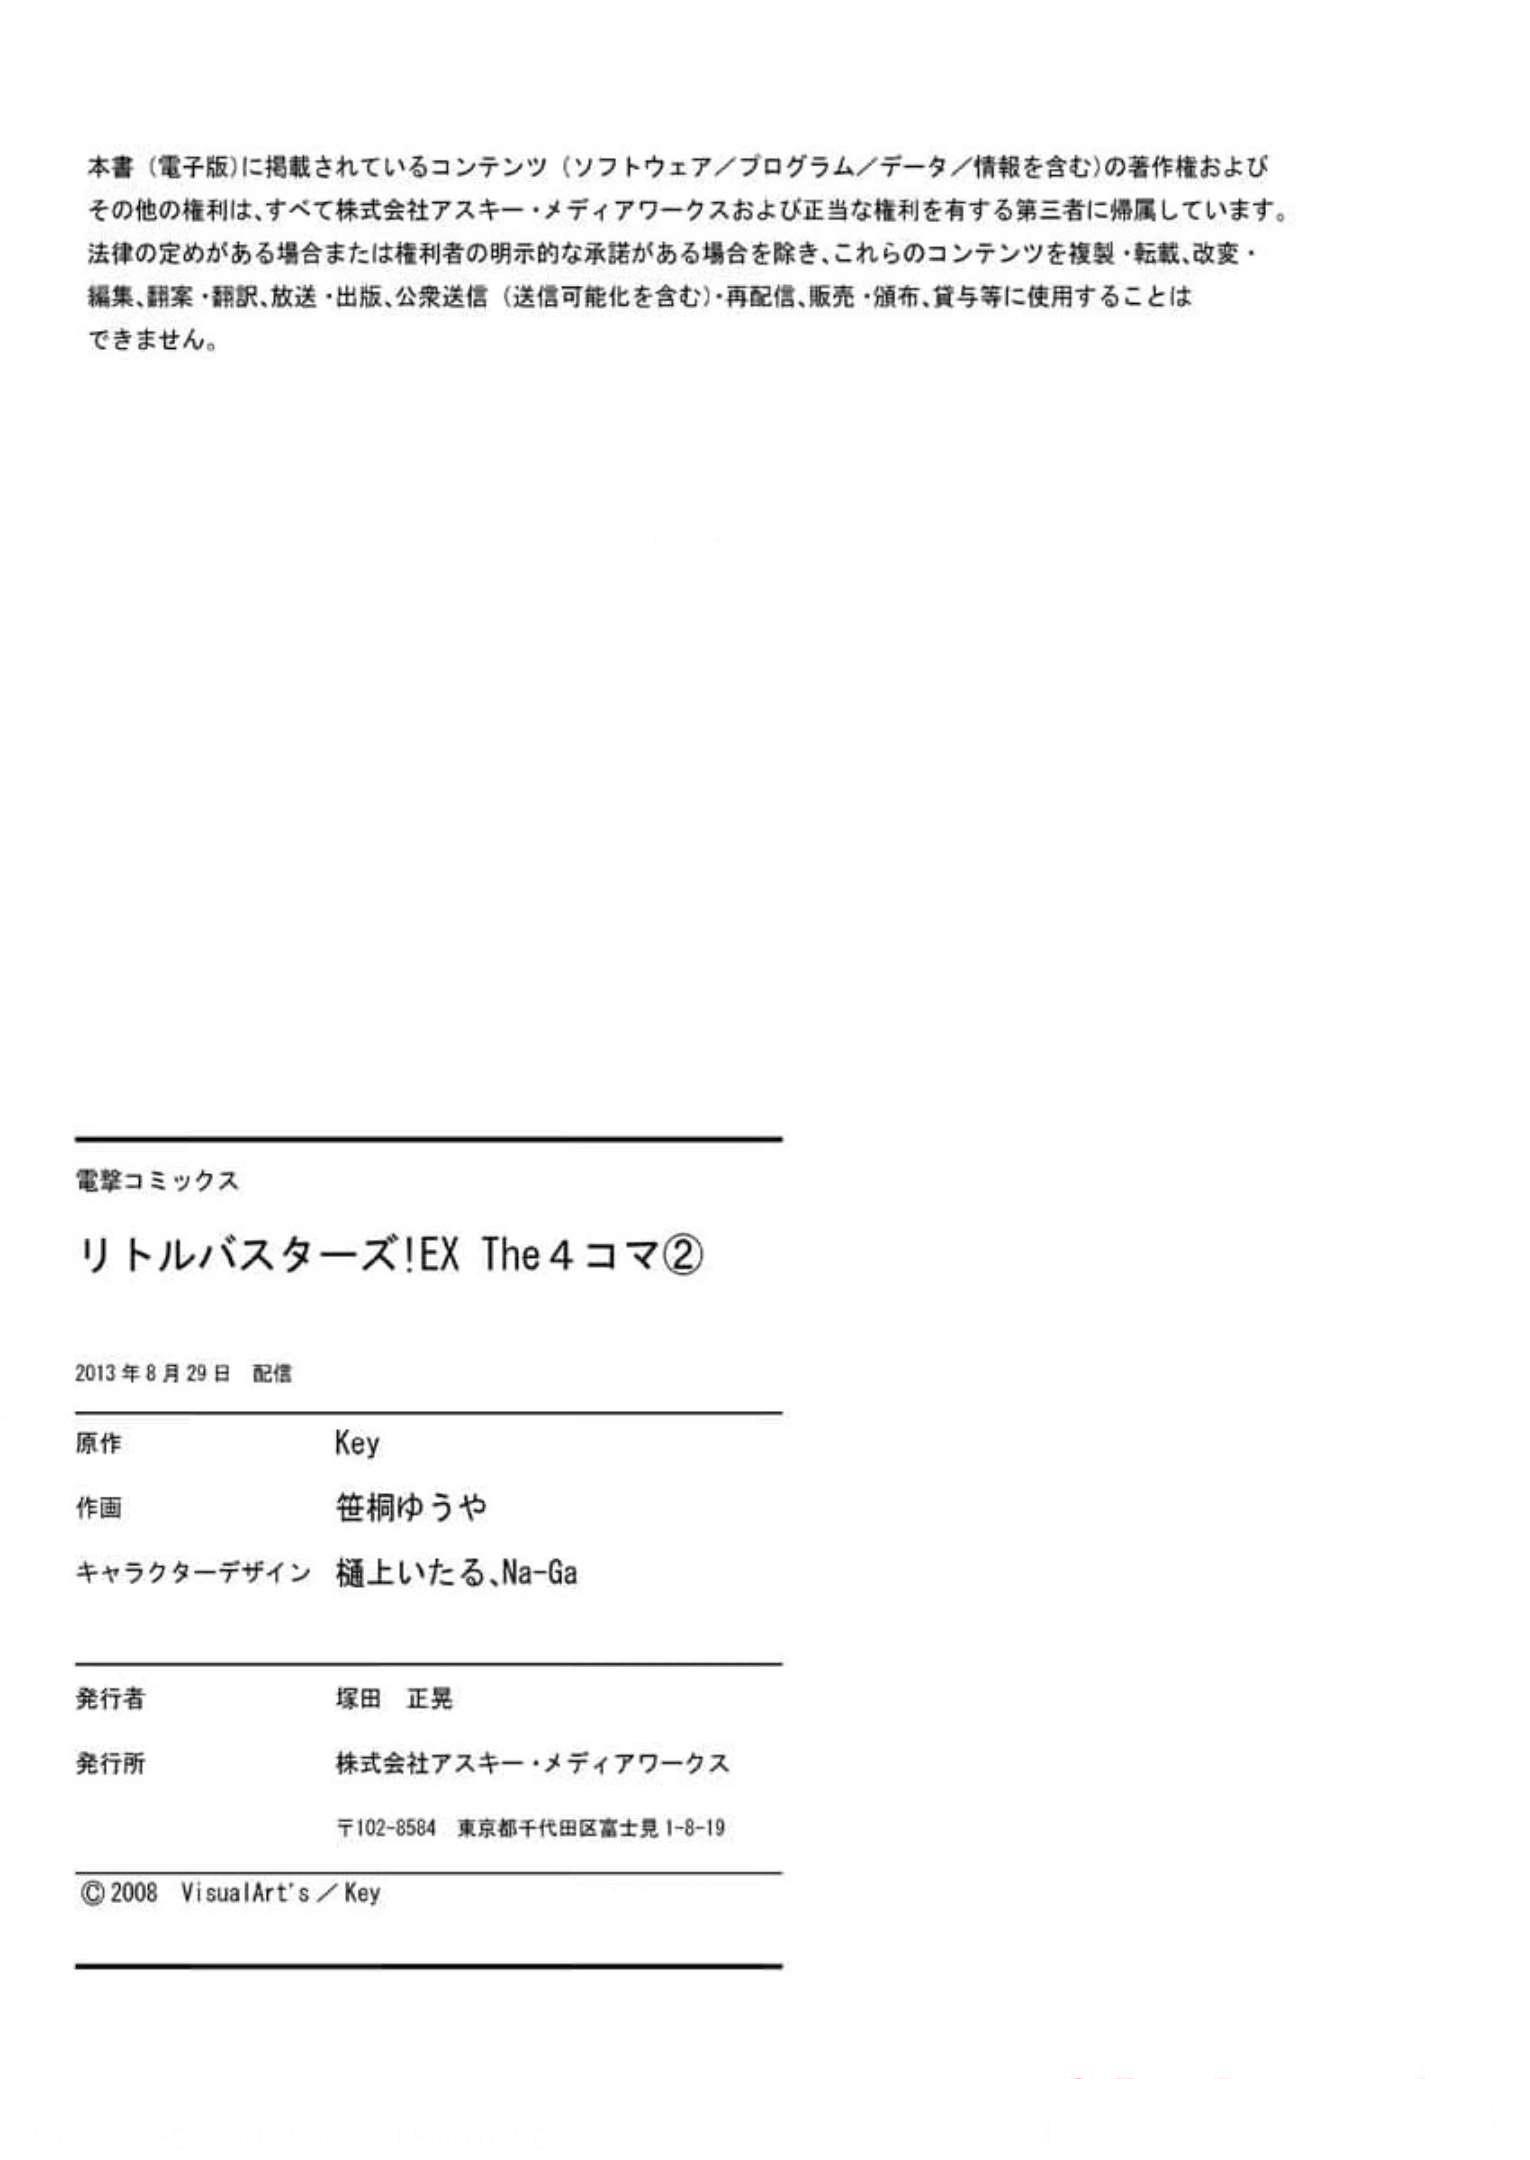 本書（電子版)に掲載されているコンテンツ（ソフトウェア／プログラム／データ／情報を含む)の著作権および
その他の権利は､すべて株式会社アスキー・メディアワークスおよび正当な権利を有する第三者に帰属しています。
法律の定めがある場合または権利者の明示的な承諾がある場合を除き､これらのコンテンツを複製・転載､改変・
編集､翻案・翻訳､放送・出版､公衆送信（送信可能化を含む)･再配信､販売・頒布､貸与等に使用することは
できません。
電撃コミックス
リトルバスターズ!EX The４コマ②
2013年8月29日　配信
原作　Key
作画　笹桐ゆうや
キャラクターデザイン　樋上いたる､Na-Ga
発行者　塚田　正晃
発行所　株式会社アスキー・メディアワークス
〒102-8584　東京都千代田区富士見1-8-19
©2008　VisualArt's／Key